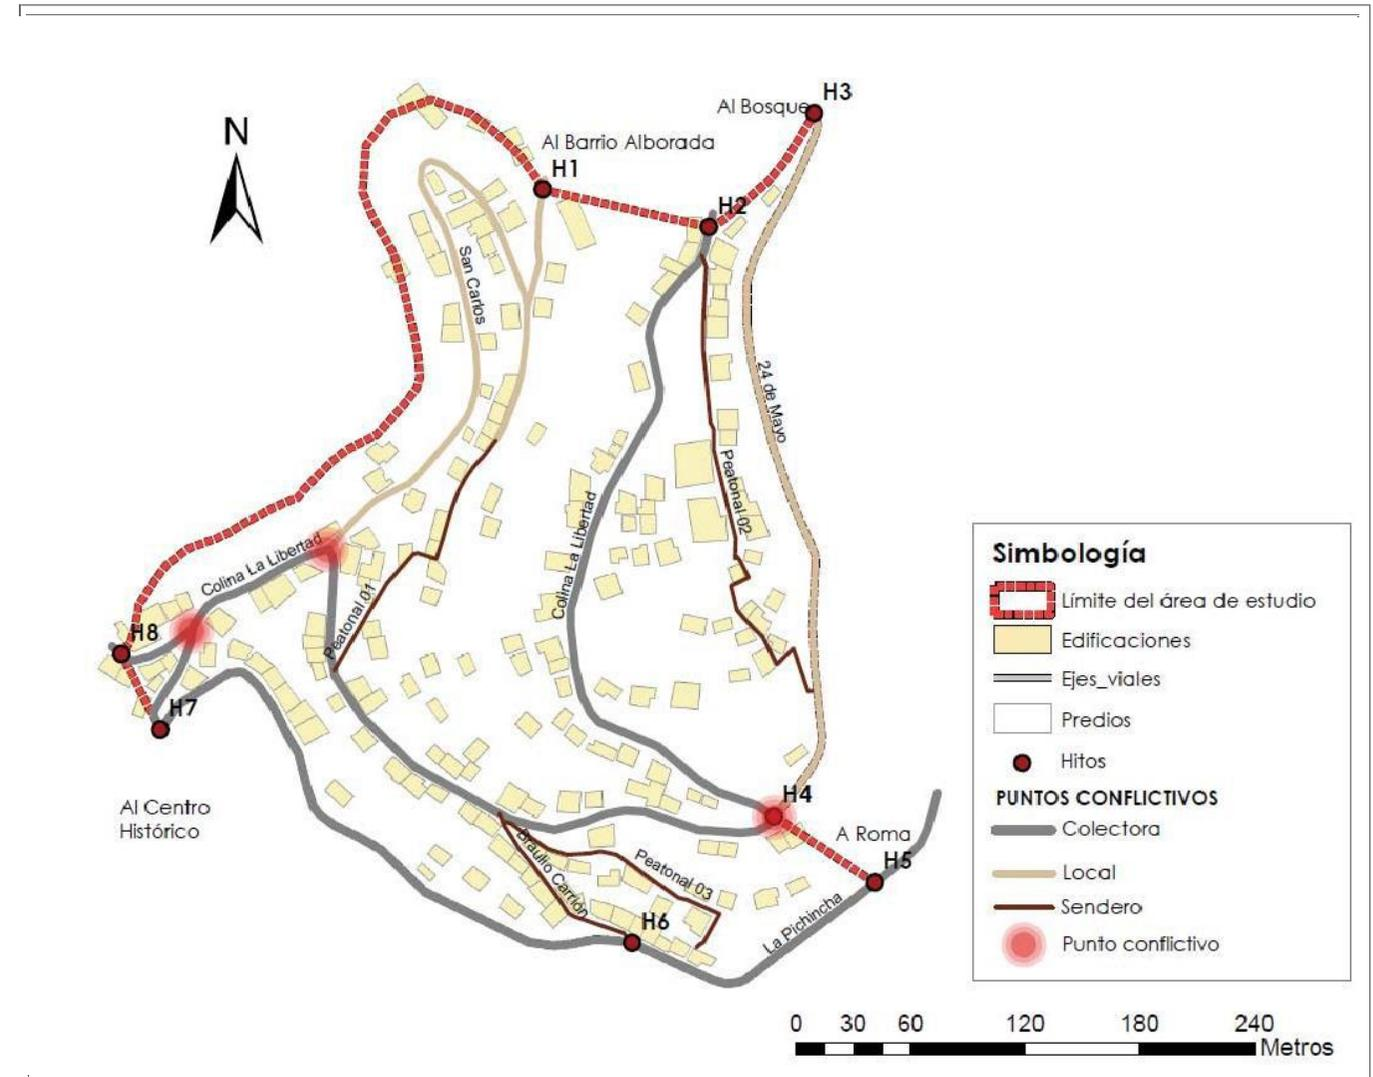 H3
Al Bosque
N
Al Barrio Alborada
H1
H2
San Carlos
24 de Mayo
Peatonal 02
Colina La Libertad
Colina La Libertad
Peatonal 01
H8
H7
Al Centro
Histórico
H4
A Roma
H5
Braulio Carrión
Peatonal 03
H6
La Pichincha
Simbología
Límite del área de estudio
Edificaciones
Ejes_viales
Predios
Hitos
PUNTOS CONFLICTIVOS
Colectora
Local
Sendero
Punto conflictivo
0 30 60 120 180 240
Metros